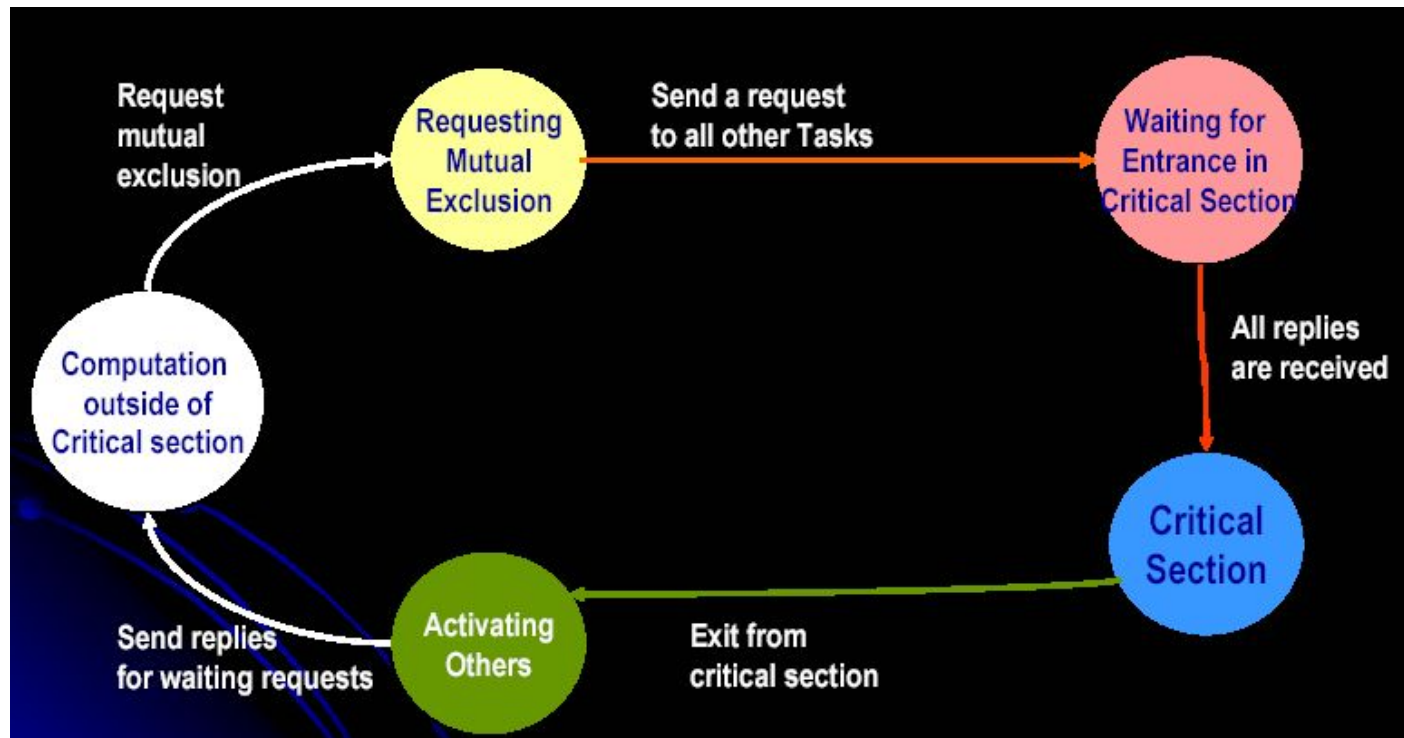 Request
mutual
exclusion
Requesting
Mutual
Exclusion
Send a request
to all other Tasks
Waiting for
Entrance in
Critical Section
All replies
are received
Computation
outside of
Critical section
Critical
Section
Activating
Others
Exit from
critical section
Send replies
for waiting requests